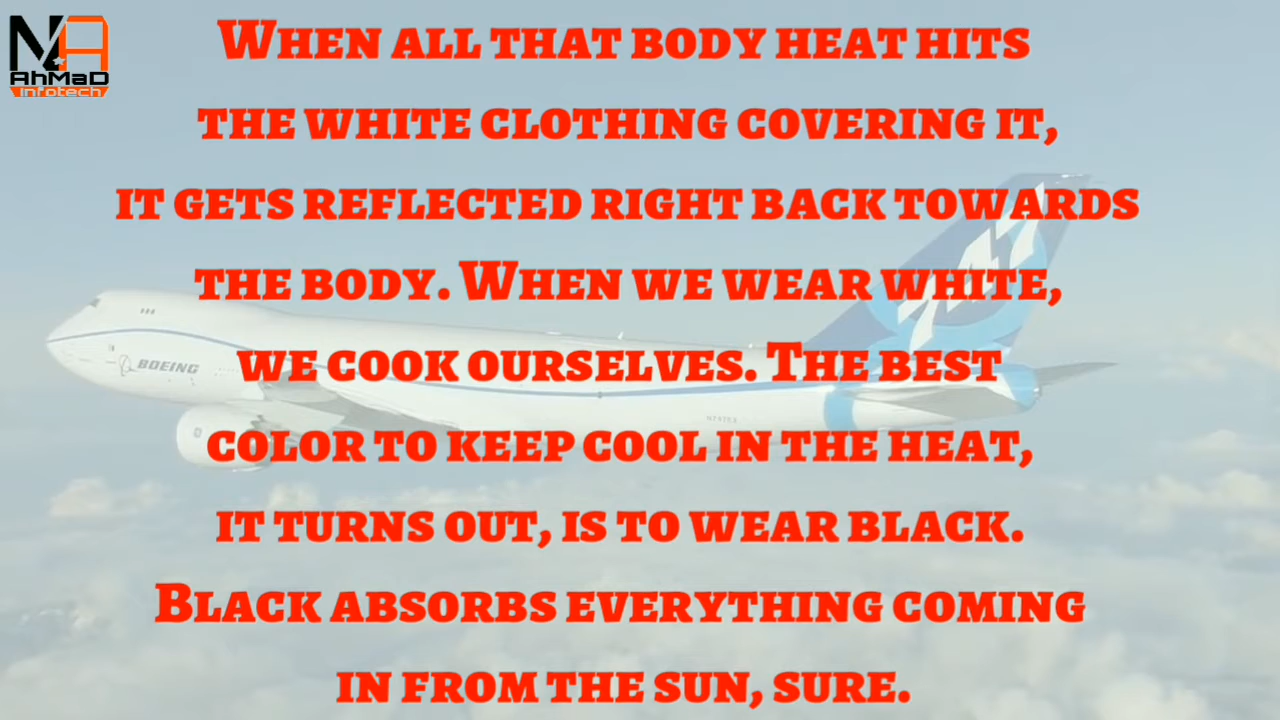 NA
AhMaD
infotech
When all that body heat hits
the white clothing covering it,
it gets reflected right back towards
the body. When we wear white,
we cook ourselves. The best
color to keep cool in the heat,
it turns out, is to wear black.
Black absorbs everything coming
in from the sun, sure.
BOEING